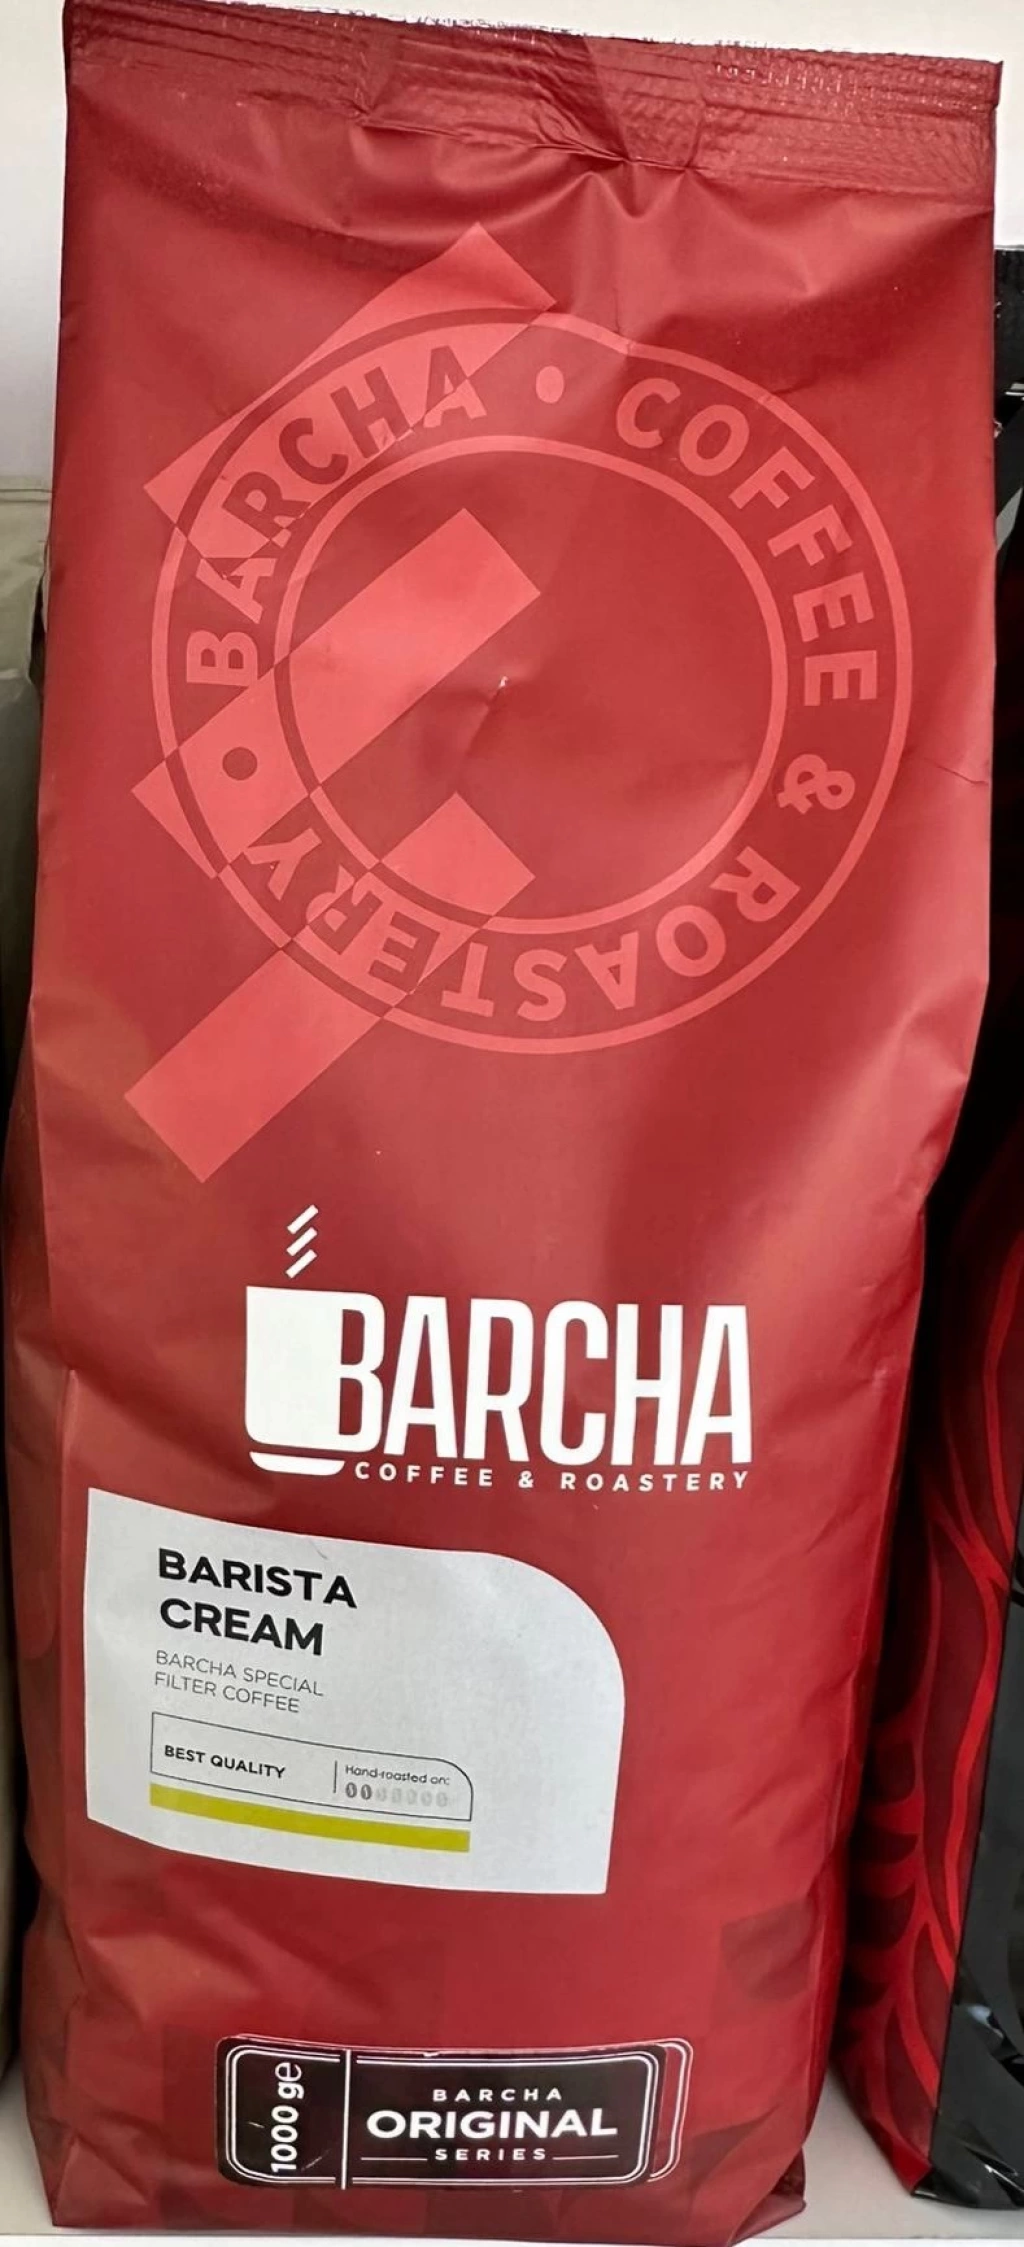 BARCHA • COFFEE & ROASTERY •
BARCHA
COFFEE & ROASTERY
BARISTA
CREAM
BARCHA SPECIAL
FILTER COFFEE
BEST QUALITY
Hand-roasted on:
1000 ge
BARCHA
ORIGINAL
SERIES